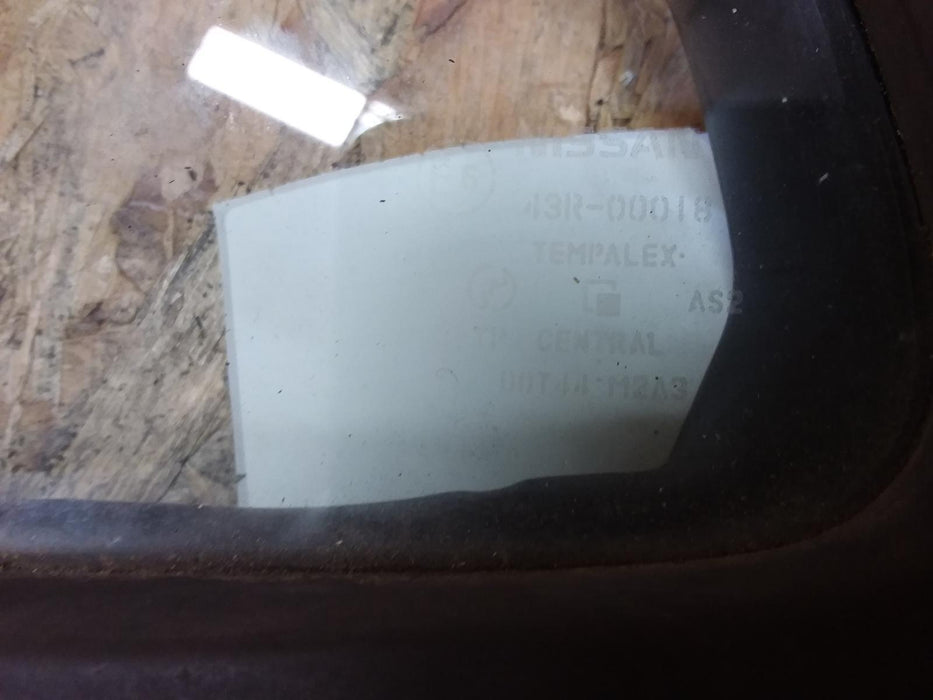 NISSAN
43R-00018
TEMPALEX
AS2
CENTRAL